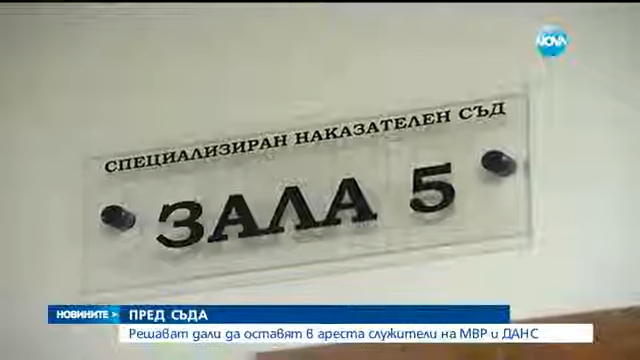 NOVA
СПЕЦИАЛИЗИРАН НАКАЗАТЕЛЕН СЪД
ЗАЛА 5
НОВИНИТЕ > ПРЕД СЪДА
Решават дали да оставят в ареста служители на МВР и ДАНС